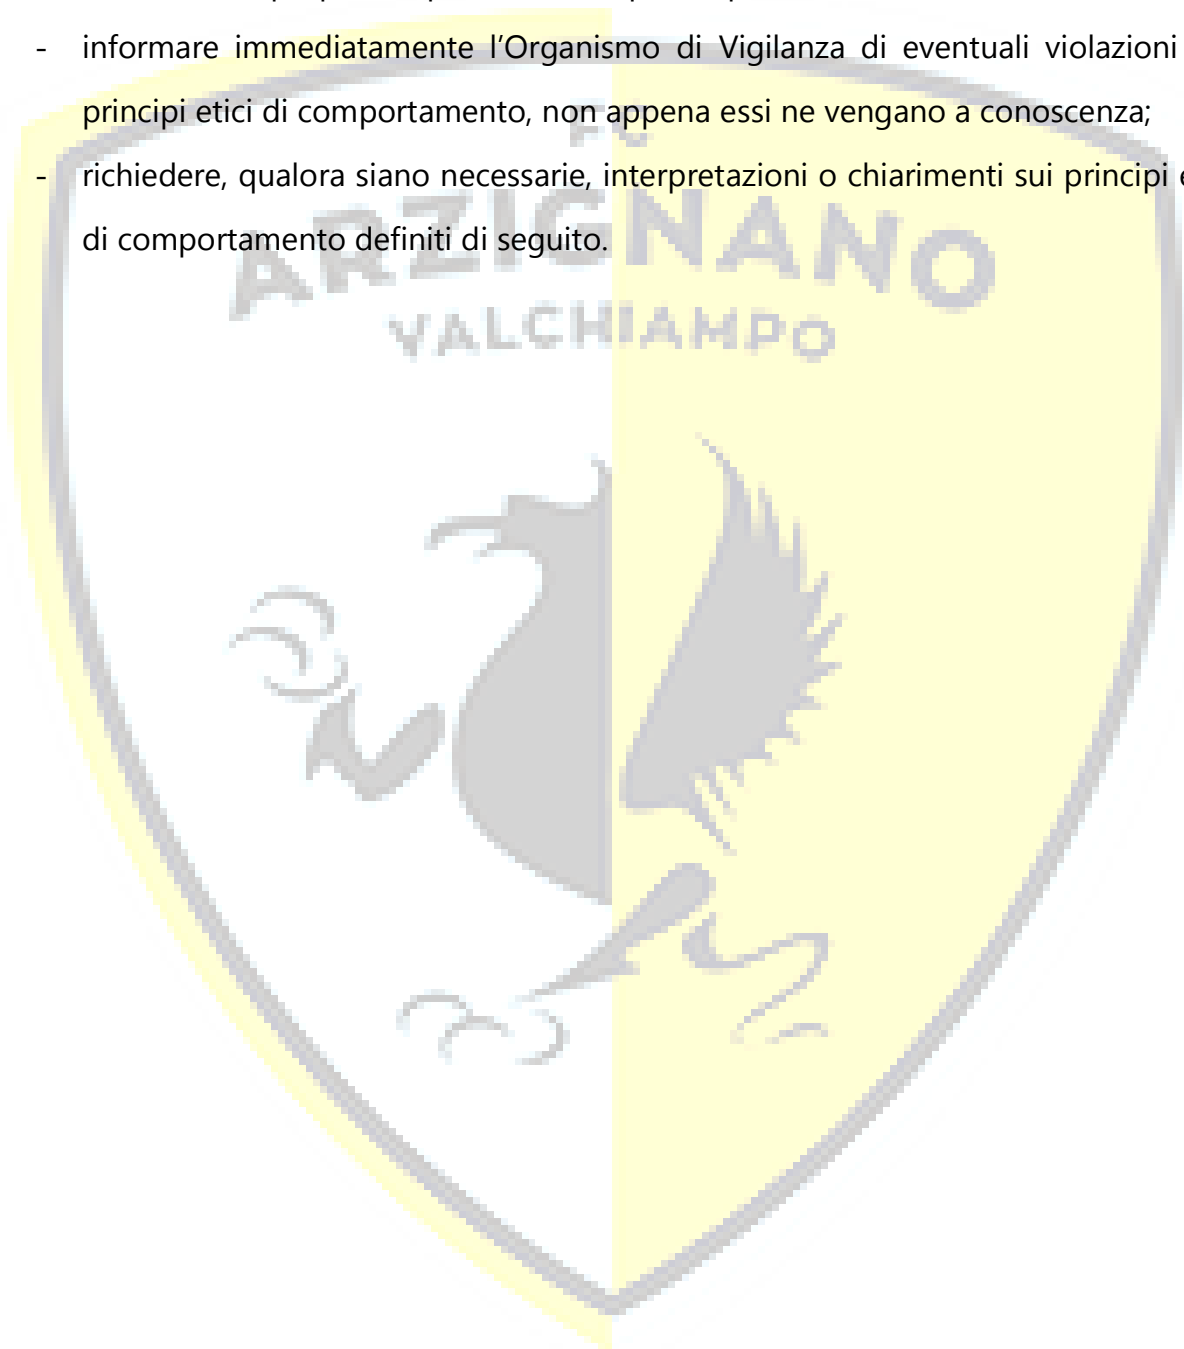 - informare immediatamente l’Organismo di Vigilanza di eventuali violazioni
principi etici di comportamento, non appena essi ne vengano a conoscenza;
- richiedere, qualora siano necessarie, interpretazioni o chiarimenti sui principi
di comportamento definiti di seguito.
FC
ARZIGNANO
VALCHIAMPO